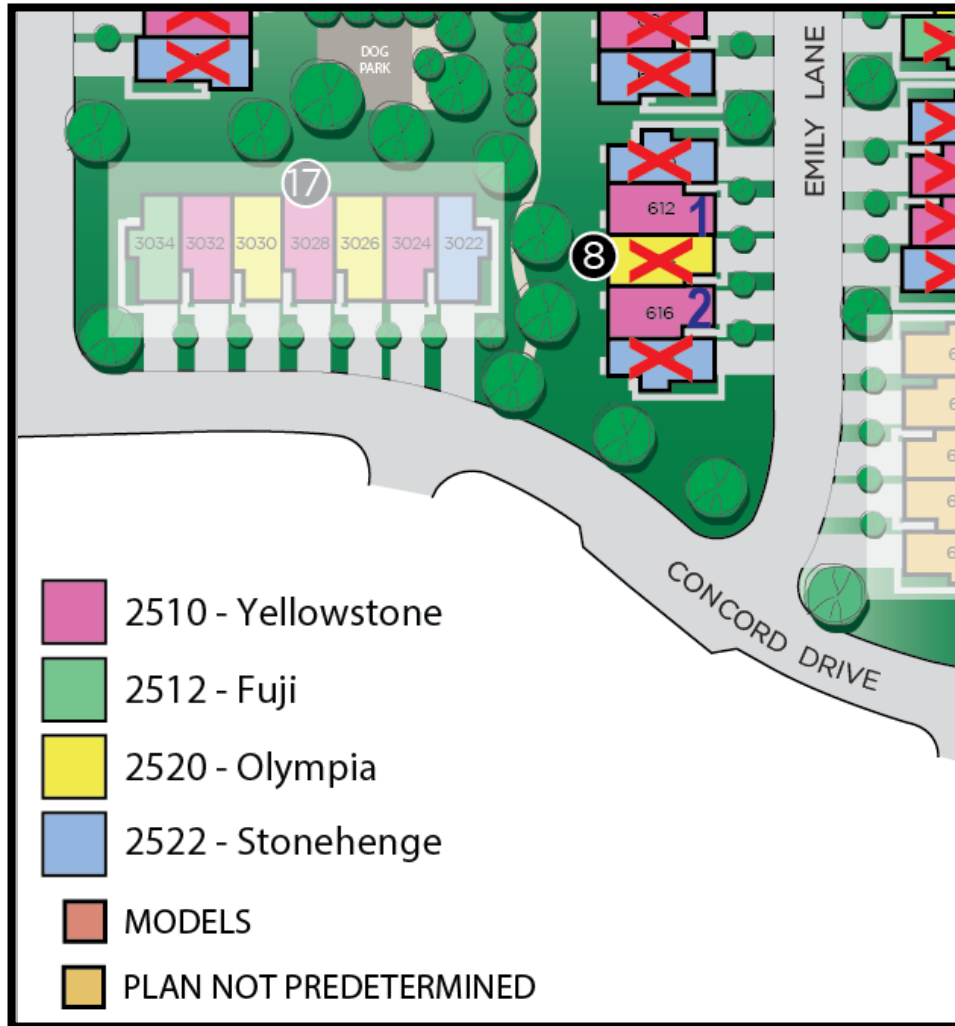 DOG
PARK
EMILY LANE
17
3034
3032
3030
3028
3026
3024
3022
612
1
8
616
2
CONCORD DRIVE
2510 - Yellowstone
2512 - Fuji
2520 - Olympia
2522 - Stonehenge
MODELS
PLAN NOT PREDETERMINED